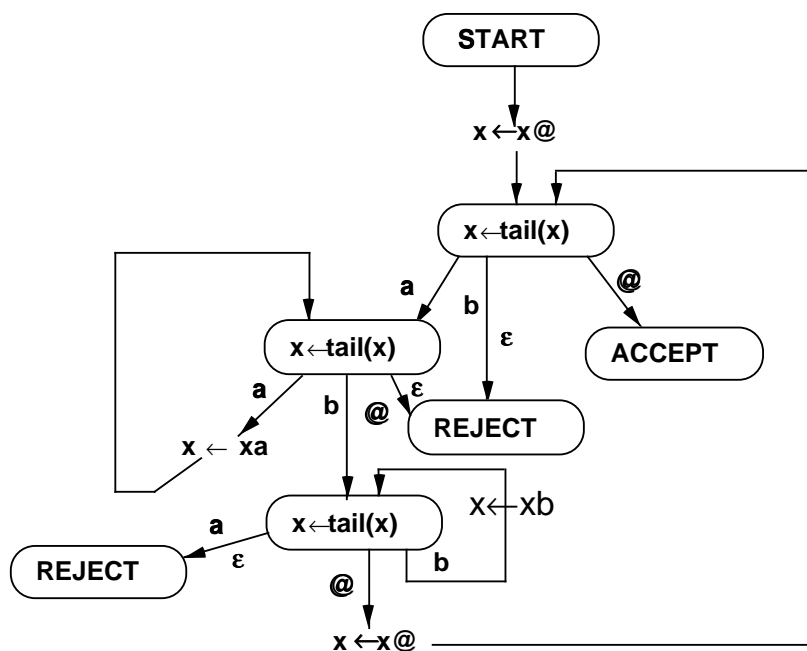 START
x ← x @
x ← tail(x)
a
b
@
ε
x ← tail(x)
ACCEPT
a
b
@
ε
x ← xa
REJECT
x ← tail(x)
x ← xb
a
ε
b
@
REJECT
x ← x @